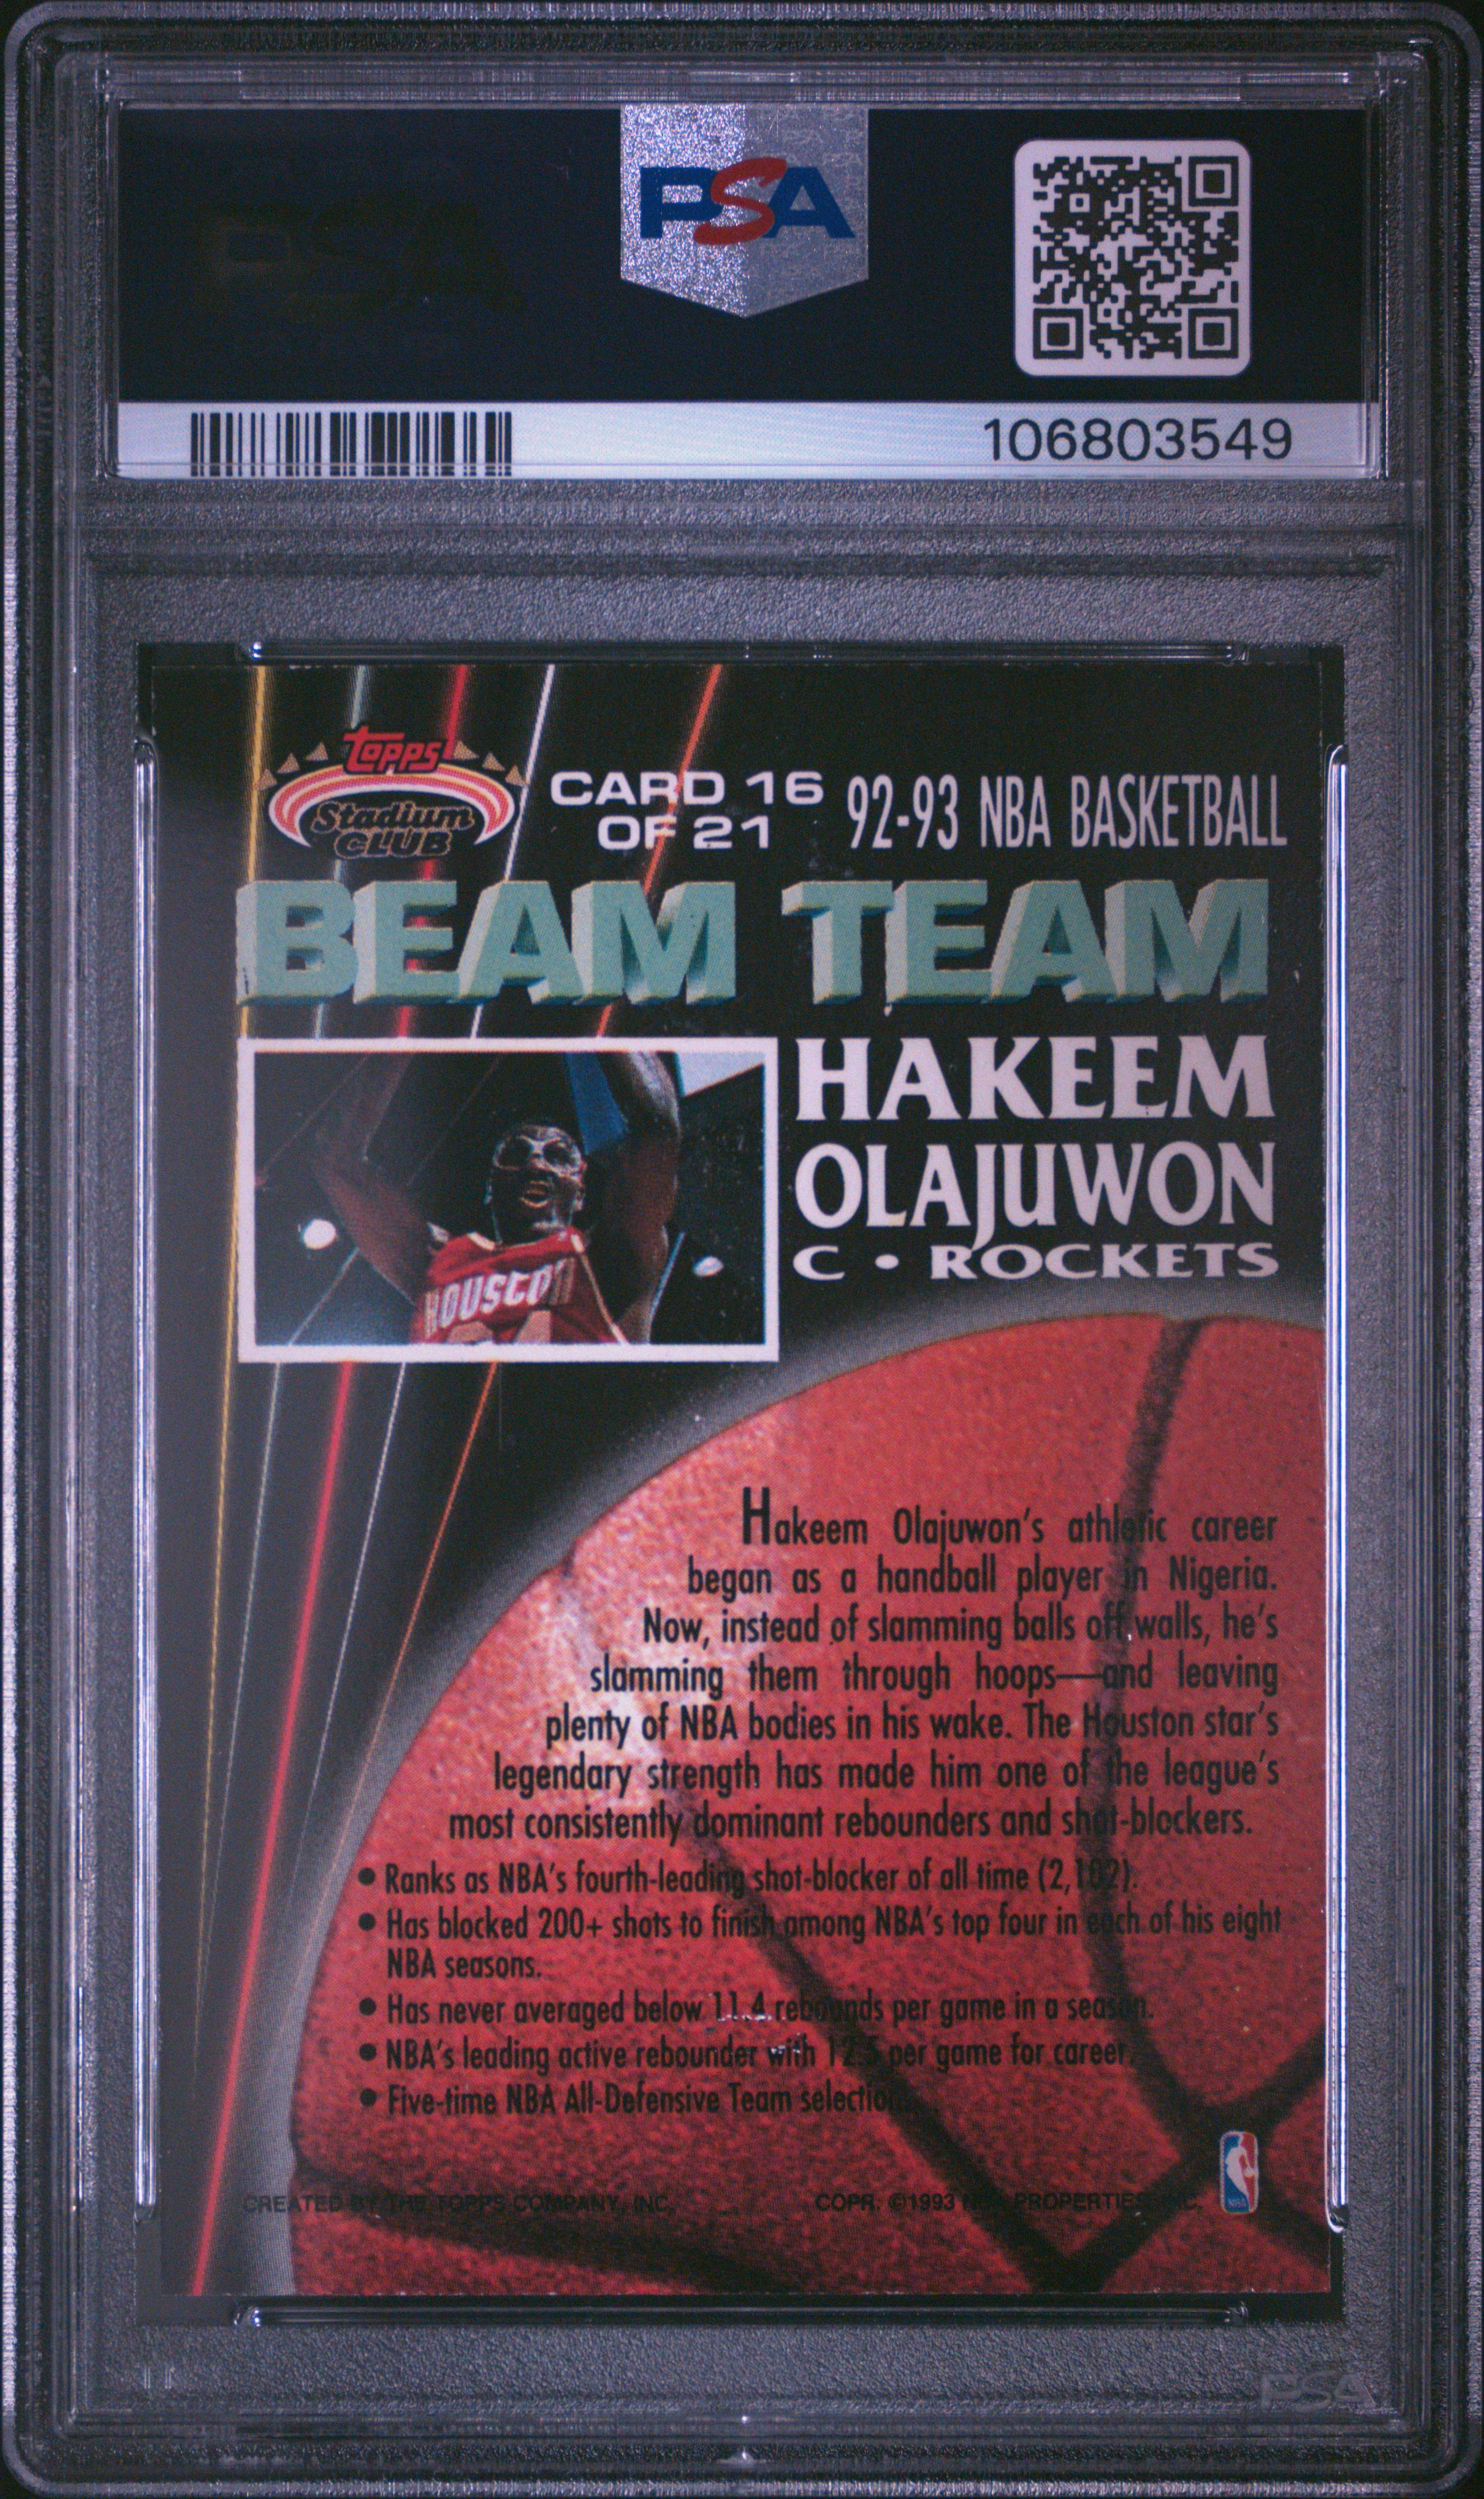 PSA
106803549
Topps
Stadium
CLUB
CARD 16
OF 21
92-93 NBA BASKETBALL
BEAM TEAM
HAKEEM
OLAJUWON
C • ROCKETS
HOUSTON
Hakeem Olajuwon's athletic career
began as a handball player in Nigeria.
Now, instead of slamming balls off walls, he's
slamming them through hoops—and leaving
plenty of NBA bodies in his wake. The Houston star's
legendary strength has made him one of the league's
most consistently dominant rebounders and shot-blockers.
• Ranks as NBA's fourth-leading shot-blocker of all time (2,102).
• Has blocked 200+ shots to finish among NBA's top four in each of his eight
NBA seasons.
• Has never averaged below 11.4 rebounds per game in a season.
• NBA's leading active rebounder with 12.5 per game for career.
• Five-time NBA All-Defensive Team selection.
CREATED BY THE TOPPS COMPANY, INC.
COPR. ©1993 NBA PROPERTIES, INC.
NBA
PSA